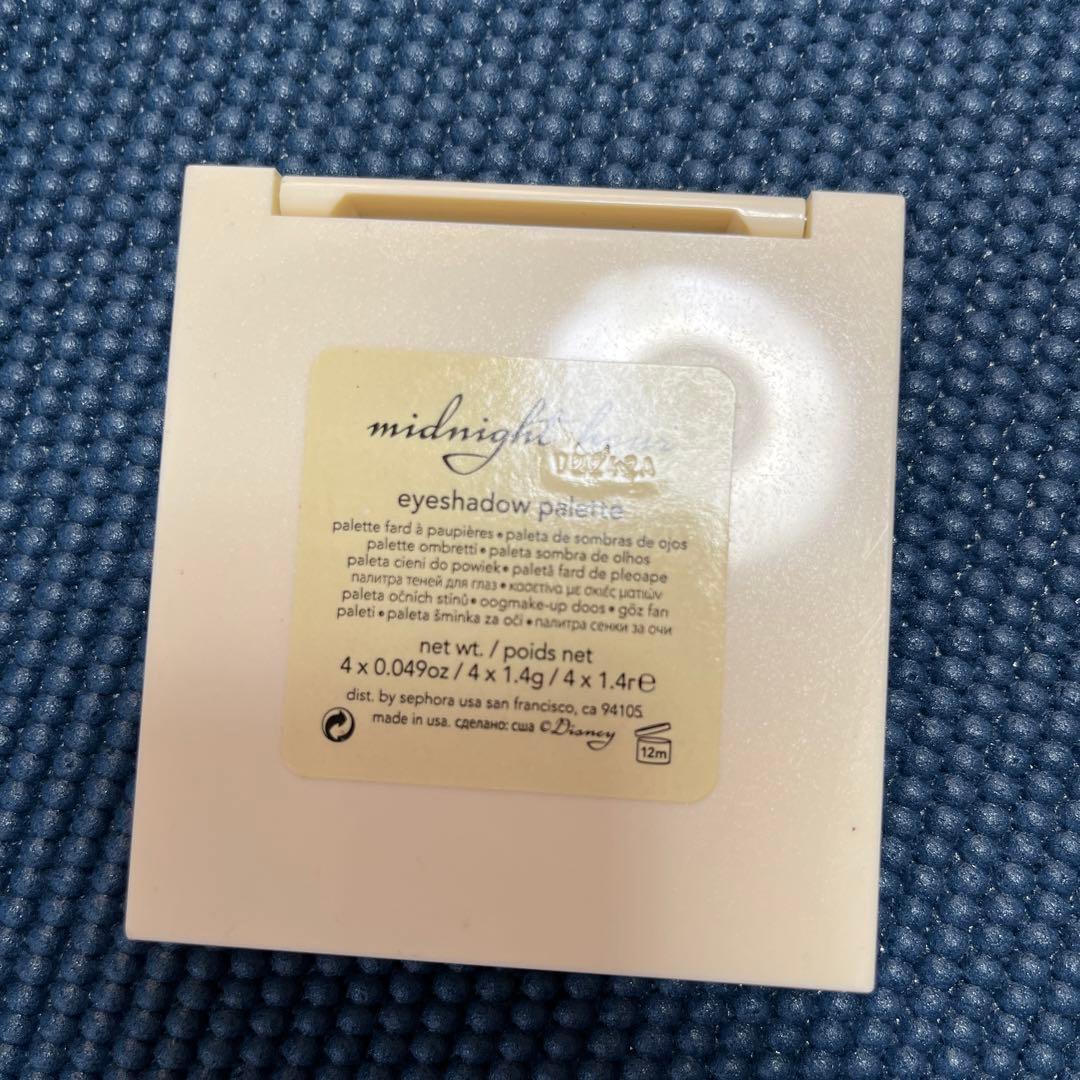 midnight hour
eyeshadow palette
palette fard à paupières • paleta de sombras de ojos
palette ombretti • paleta sombra de olhos
paleta cieni do powiek • paletă fard de pleoape
палитра теней для глаз • κασετίνα με σκιές ματιών
paleta očních stínů • oogmake-up doos • göz farı
paleti • paleta šminka za oči • палитра сенки за очи
net wt. / poids net
4 x 0.049oz / 4 x 1.4g / 4 x 1.4г℮
dist. by sephora usa san francisco, ca 94105
made in usa. сделано: сша ©Disney
12m